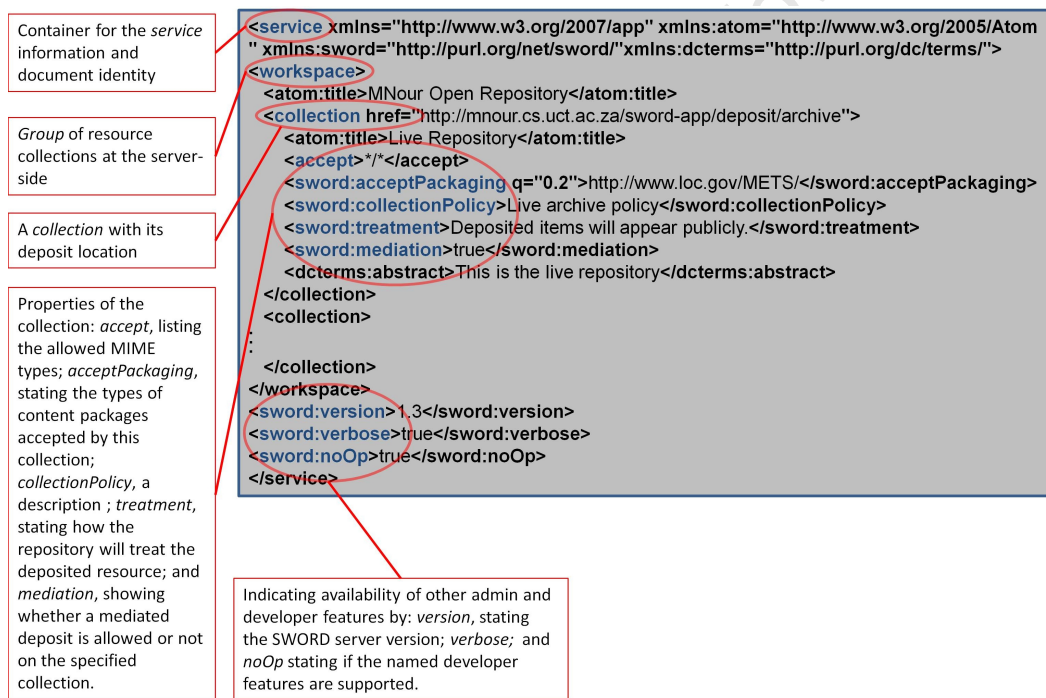 Container for the service
information and
document identity
Group of resource
collections at the server-
side
A collection with its
deposit location
Properties of the
collection: accept, listing
the allowed MIME
types; acceptPackaging,
stating the types of
content packages
accepted by this
collection;
collectionPolicy, a
description ; treatment,
stating how the
repository will treat the
deposited resource; and
mediation, showing
whether a mediated
deposit is allowed or not
on the specified
collection.
<service xmlns="http://www.w3.org/2007/app" xmlns:atom="http://www.w3.org/2005/Atom
" xmlns:sword="http://purl.org/net/sword/"xmlns:dcterms="http://purl.org/dc/terms/">
<workspace>
<atom:title>MNour Open Repository</atom:title>
<collection href="http://mnour.cs.uct.ac.za/sword-app/deposit/archive">
<atom:title>Live Repository</atom:title>
<accept>*/*</accept>
<sword:acceptPackaging q="0.2">http://www.loc.gov/METS/</sword:acceptPackaging>
<sword:collectionPolicy>Live archive policy</sword:collectionPolicy>
<sword:treatment>Deposited items will appear publicly.</sword:treatment>
<sword:mediation>true</sword:mediation>
<dcterms:abstract>This is the live repository</dcterms:abstract>
</collection>
<collection>
⋮
</collection>
</workspace>
<sword:version>1.3</sword:version>
<sword:verbose>true</sword:verbose>
<sword:noOp>true</sword:noOp>
</service>
Indicating availability of other admin and
developer features by: version, stating
the SWORD server version; verbose; and
noOp stating if the named developer
features are supported.